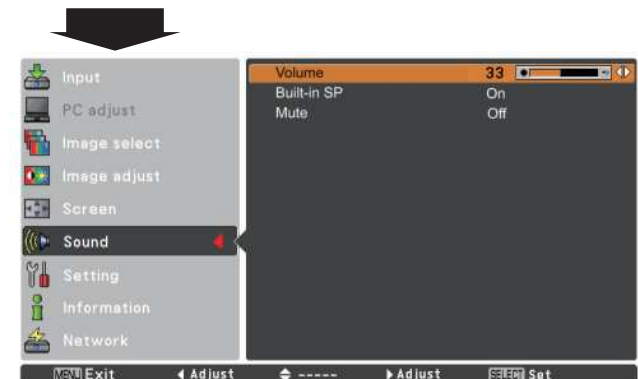 Input
PC adjust
Image select
Image adjust
Screen
Sound
Setting
Information
Network
Volume 33
Built-in SP On
Mute Off
MENU Exit ◀ Adjust ♦ ----- ▶ Adjust SELECT Set